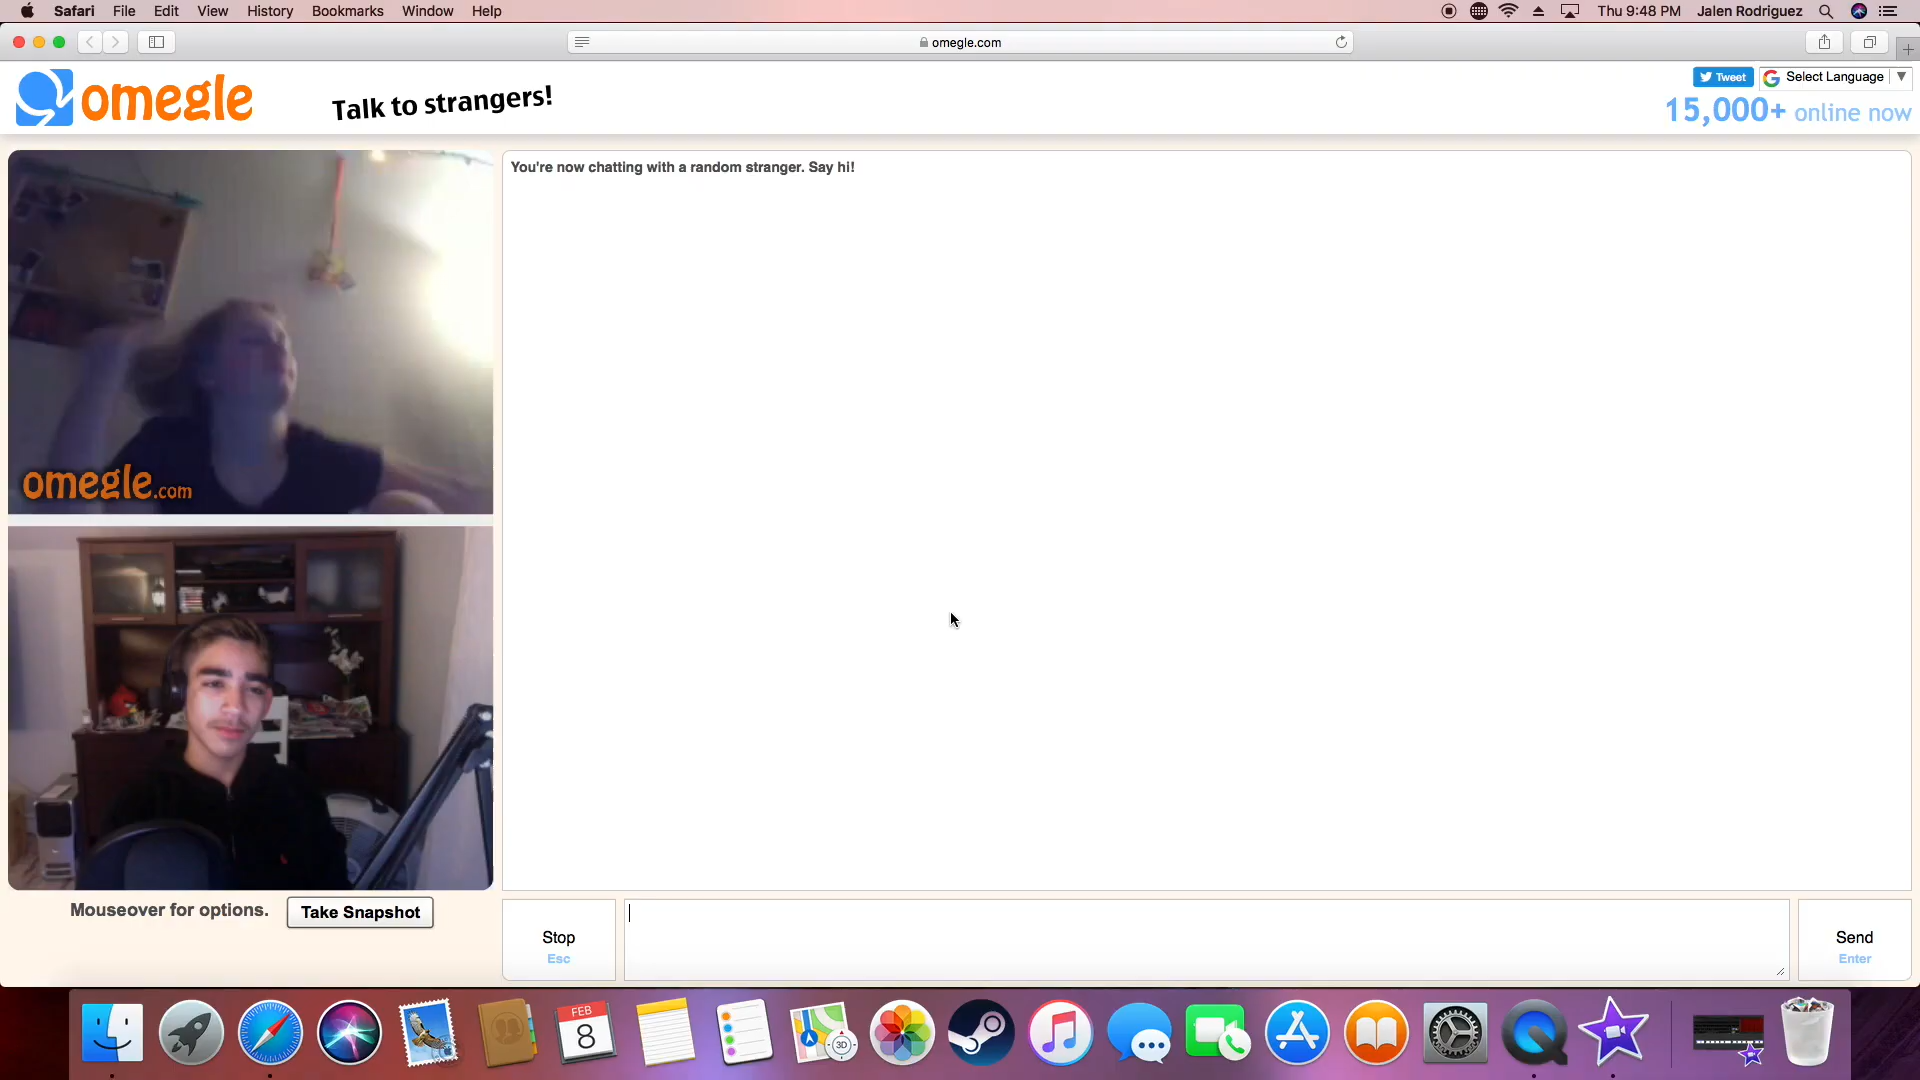 Safari File Edit View History Bookmarks Window Help
Thu 9:48 PM Jalen Rodriguez
omegle.com
omegle
Talk to strangers!
Tweet
Select Language
15,000+ online now
You're now chatting with a random stranger. Say hi!
omegle.com
Mouseover for options.
Take Snapshot
Stop
Esc
Send
Enter
FEB
8
3D